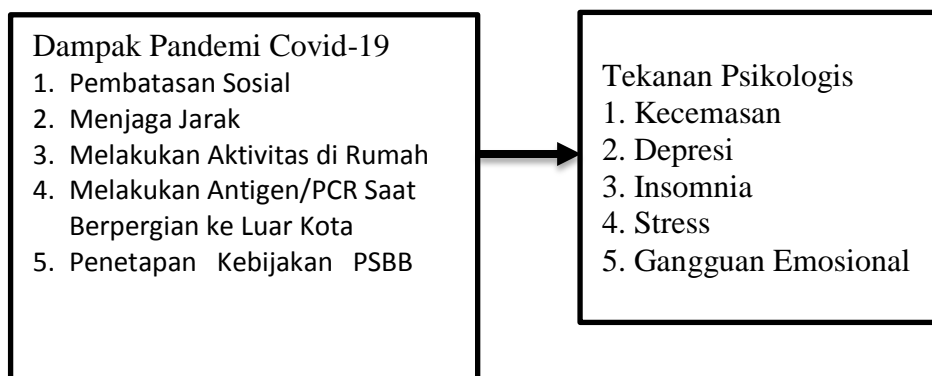 Dampak Pandemi Covid-19
1. Pembatasan Sosial
2. Menjaga Jarak
3. Melakukan Aktivitas di Rumah
4. Melakukan Antigen/PCR Saat
Berpergian ke Luar Kota
5. Penetapan Kebijakan PSBB
Tekanan Psikologis
1. Kecemasan
2. Depresi
3. Insomnia
4. Stress
5. Gangguan Emosional